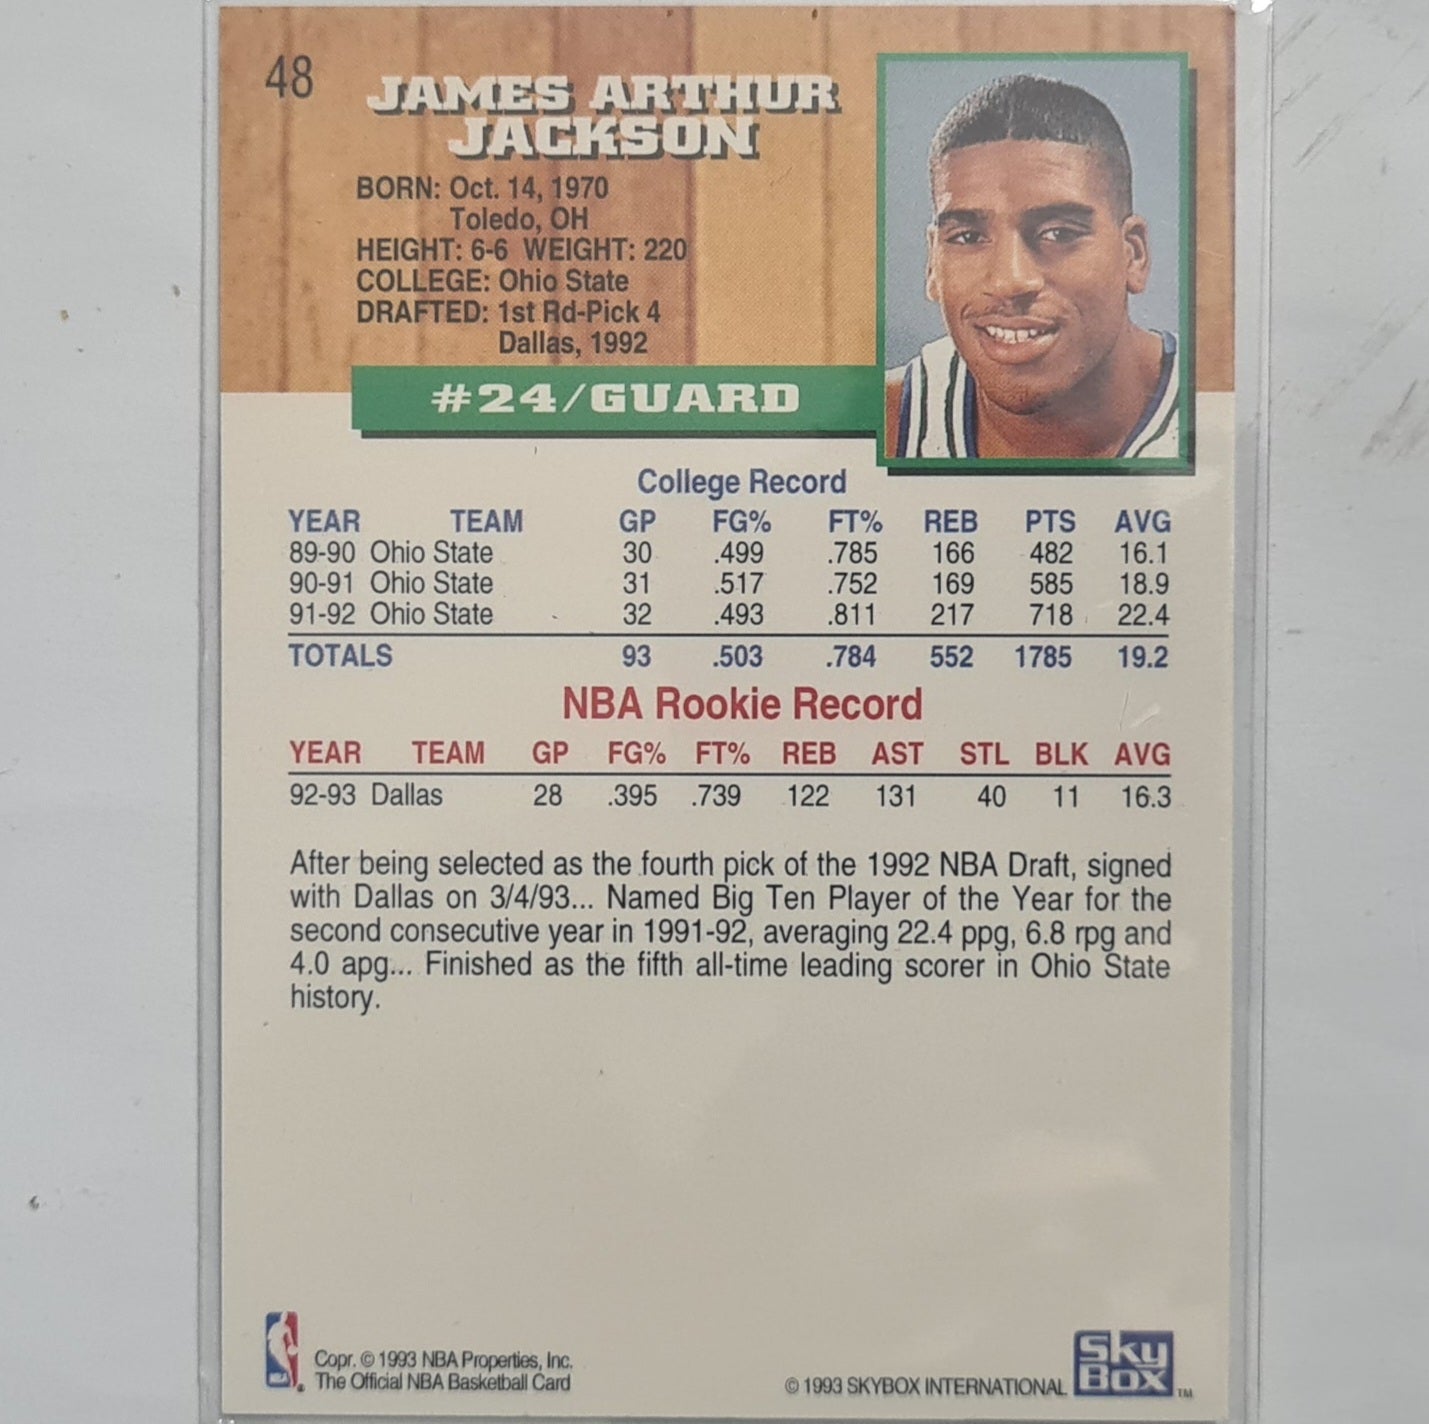 48
JAMES ARTHUR
JACKSON
BORN: Oct. 14, 1970
Toledo, OH
HEIGHT: 6-6 WEIGHT: 220
COLLEGE: Ohio State
DRAFTED: 1st Rd-Pick 4
Dallas, 1992
#24/GUARD
College Record
YEAR TEAM GP FG% FT% REB PTS AVG
89-90 Ohio State 30 .499 .785 166 482 16.1
90-91 Ohio State 31 .517 .752 169 585 18.9
91-92 Ohio State 32 .493 .811 217 718 22.4
TOTALS 93 .503 .784 552 1785 19.2
NBA Rookie Record
YEAR TEAM GP FG% FT% REB AST STL BLK AVG
92-93 Dallas 28 .395 .739 122 131 40 11 16.3
After being selected as the fourth pick of the 1992 NBA Draft, signed
with Dallas on 3/4/93... Named Big Ten Player of the Year for the
second consecutive year in 1991-92, averaging 22.4 ppg, 6.8 rpg and
4.0 apg... Finished as the fifth all-time leading scorer in Ohio State
history.
NBA
Copr. © 1993 NBA Properties, Inc.
The Official NBA Basketball Card
© 1993 SKYBOX INTERNATIONAL
SkyBox TM